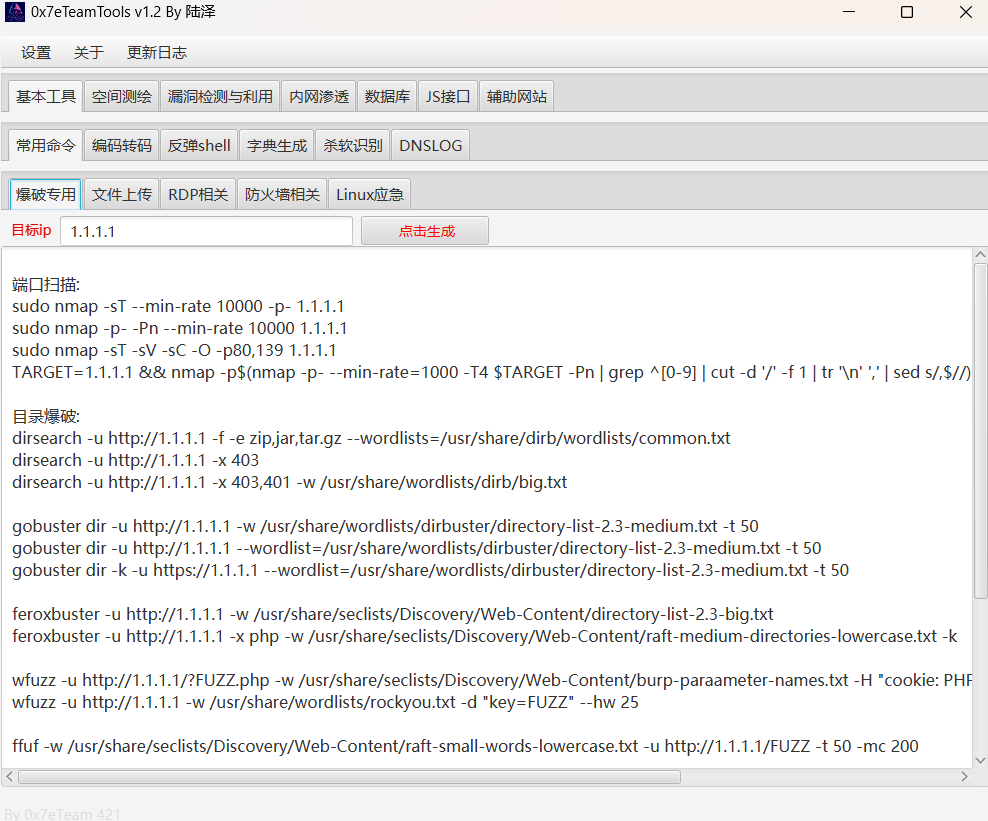 0x7eTeamTools v1.2 By 陆泽
设置 关于 更新日志
基本工具 空间测绘 漏洞检测与利用 内网渗透 数据库 JS接口 辅助网站
常用命令 编码转码 反弹shell 字典生成 杀软识别 DNSLOG
爆破专用 文件上传 RDP相关 防火墙相关 Linux应急
目标ip 1.1.1.1 点击生成
端口扫描:
sudo nmap -sT --min-rate 10000 -p- 1.1.1.1
sudo nmap -p- -Pn --min-rate 10000 1.1.1.1
sudo nmap -sT -sV -sC -O -p80,139 1.1.1.1
TARGET=1.1.1.1 && nmap -p$(nmap -p- --min-rate=1000 -T4 $TARGET -Pn | grep ^[0-9] | cut -d '/' -f 1 | tr '\n' ',' | sed s/,$//)
目录爆破:
dirsearch -u http://1.1.1.1 -f -e zip,jar,tar.gz --wordlists=/usr/share/dirb/wordlists/common.txt
dirsearch -u http://1.1.1.1 -x 403
dirsearch -u http://1.1.1.1 -x 403,401 -w /usr/share/wordlists/dirb/big.txt
gobuster dir -u http://1.1.1.1 -w /usr/share/wordlists/dirbuster/directory-list-2.3-medium.txt -t 50
gobuster dir -u http://1.1.1.1 --wordlist=/usr/share/wordlists/dirbuster/directory-list-2.3-medium.txt -t 50
gobuster dir -k -u https://1.1.1.1 --wordlist=/usr/share/wordlists/dirbuster/directory-list-2.3-medium.txt -t 50
feroxbuster -u http://1.1.1.1 -w /usr/share/seclists/Discovery/Web-Content/directory-list-2.3-big.txt
feroxbuster -u http://1.1.1.1 -x php -w /usr/share/seclists/Discovery/Web-Content/raft-medium-directories-lowercase.txt -k
wfuzz -u http://1.1.1.1/?FUZZ.php -w /usr/share/seclists/Discovery/Web-Content/burp-paraameter-names.txt -H "cookie: PHP
wfuzz -u http://1.1.1.1 -w /usr/share/wordlists/rockyou.txt -d "key=FUZZ" --hw 25
ffuf -w /usr/share/seclists/Discovery/Web-Content/raft-small-words-lowercase.txt -u http://1.1.1.1/FUZZ -t 50 -mc 200
By 0x7eTeam 421